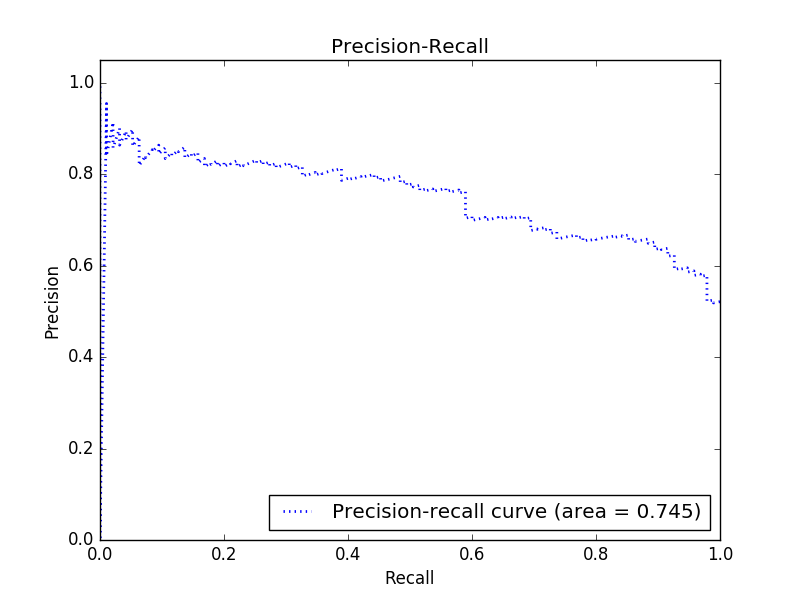 Precision-Recall
1.0
0.8
0.6
0.4
0.2
0.0
Precision
Precision-recall curve (area = 0.745)
0.0 0.2 0.4 0.6 0.8 1.0
Recall